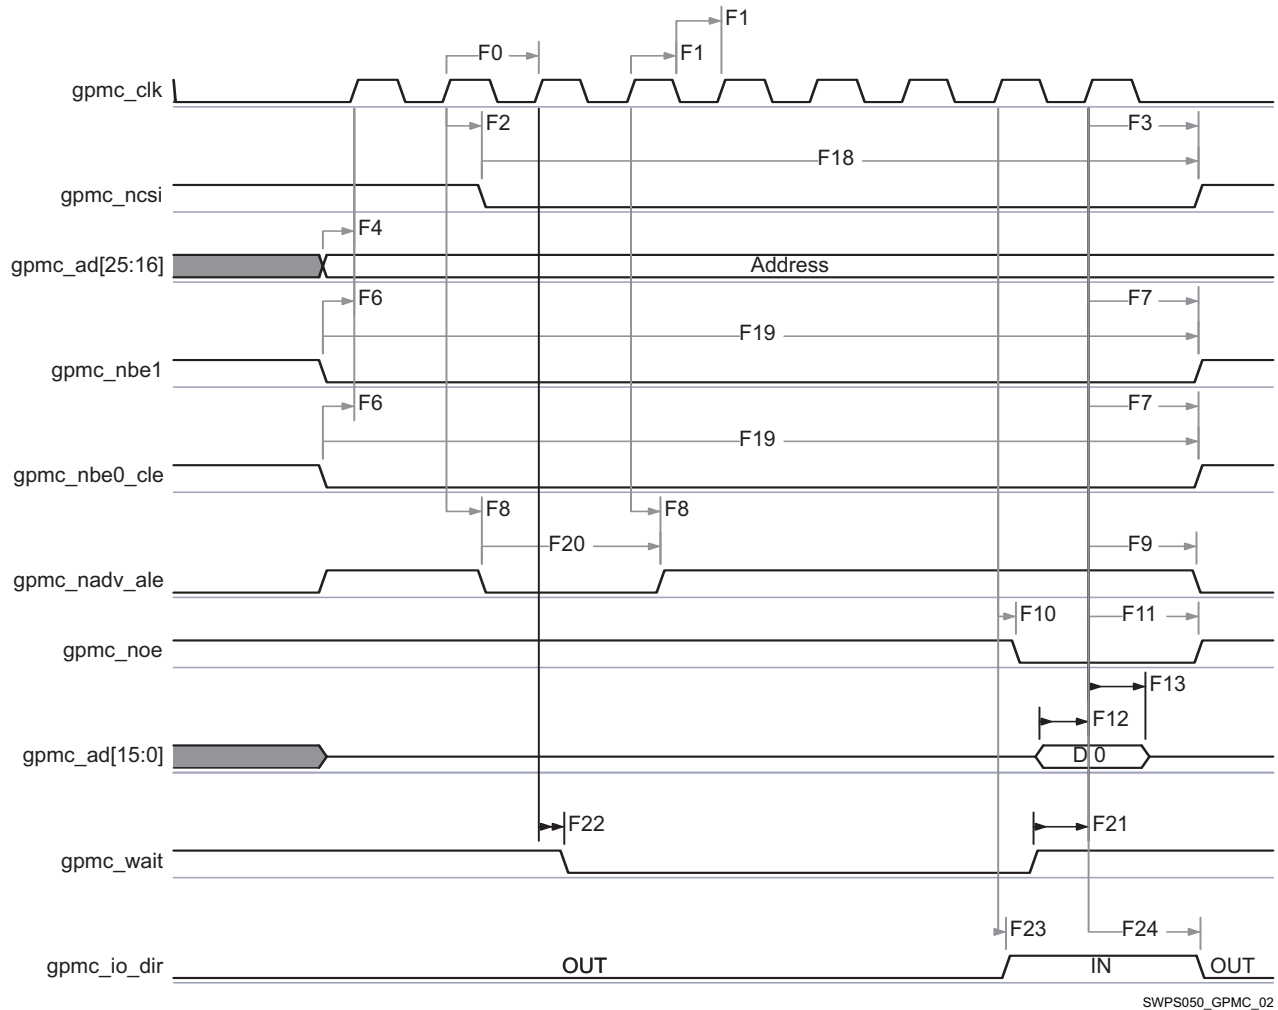 F1
F0 F1
gpmc_clk
F2 F3
F18
gpmc_ncsi
F4
gpmc_ad[25:16] Address
F6 F7
F19
gpmc_nbe1
F6 F7
F19
gpmc_nbe0_cle
F8 F8
F20 F9
gpmc_nadv_ale
F10 F11
gpmc_noe
F13
F12
gpmc_ad[15:0] D 0
F22 F21
gpmc_wait
F23 F24
gpmc_io_dir OUT IN OUT
SWPS050_GPMC_02